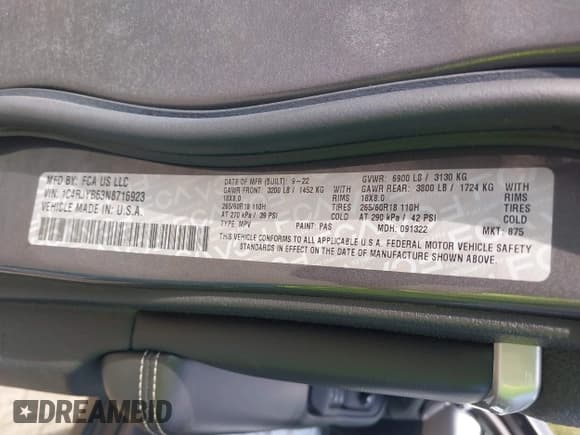 MFD BY: FCA US LLC
VIN: 1C4RJYB63N8716923
VEHICLE MADE IN: U.S.A.
DATE OF MFR (BUILT): 9-22
GAWR FRONT: 3200 LB / 1452 KG
WITH
18X8.0
RIMS
265/60R18 110H
TIRES
AT 270 kPa / 39 PSI
COLD
TYPE: MPV
PAINT: PAS
GVWR: 6900 LB / 3130 KG
GAWR REAR: 3800 LB / 1724 KG
WITH
18X8.0
RIMS
265/60R18 110H
TIRES
AT 290 kPa / 42 PSI
COLD
MDH: 091322
MKT: 875
THIS VEHICLE CONFORMS TO ALL APPLICABLE U.S.A. FEDERAL MOTOR VEHICLE SAFETY
STANDARDS IN EFFECT ON THE DATE OF MANUFACTURE SHOWN ABOVE.
DREAMBID